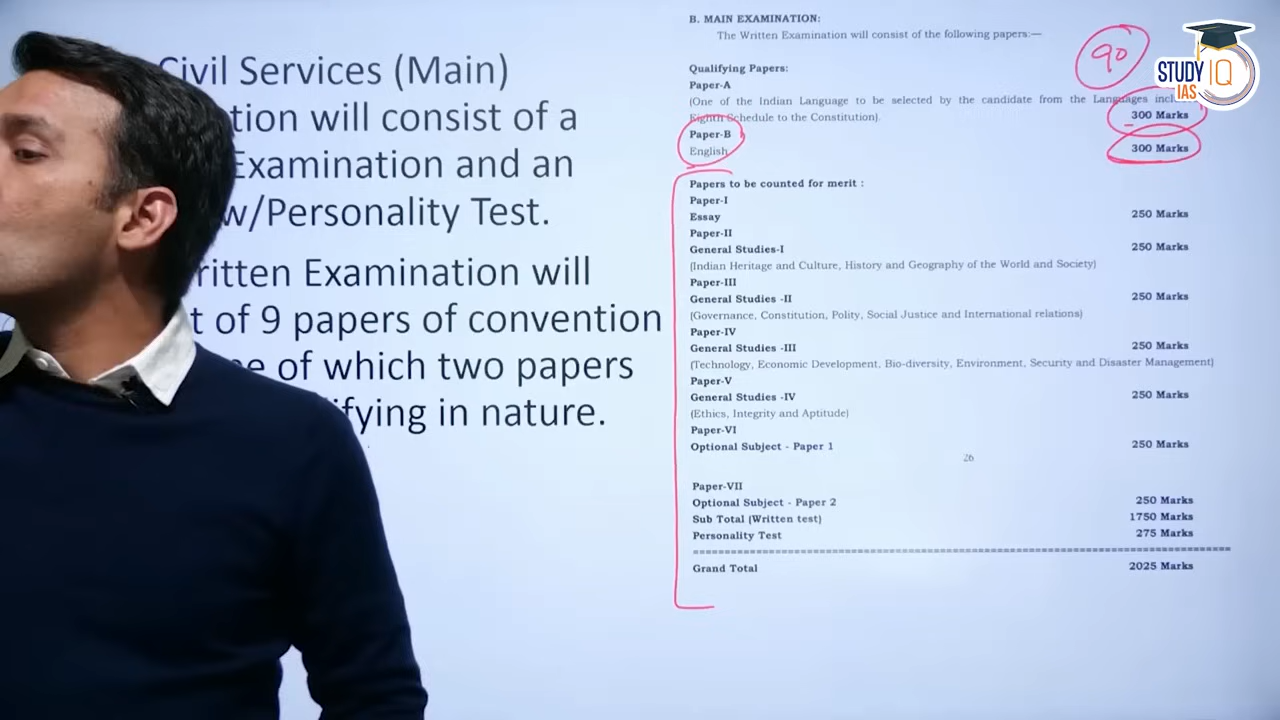 Civil Services (Main)
tion will consist of a
Examination and an
w/Personality Test.
ritten Examination will
t of 9 papers of convention
e of which two papers
ifying in nature.
B. MAIN EXAMINATION:
The Written Examination will consist of the following papers:—
90
Qualifying Papers:
Paper-A
(One of the Indian Language to be selected by the candidate from the Languages incl
Eighth Schedule to the Constitution). 300 Marks
Paper-B
English 300 Marks
Papers to be counted for merit :
Paper-I
Essay 250 Marks
Paper-II
General Studies-I 250 Marks
(Indian Heritage and Culture, History and Geography of the World and Society)
Paper-III
General Studies -II 250 Marks
(Governance, Constitution, Polity, Social Justice and International relations)
Paper-IV
General Studies -III 250 Marks
(Technology, Economic Development, Bio-diversity, Environment, Security and Disaster Management)
Paper-V
General Studies -IV 250 Marks
(Ethics, Integrity and Aptitude)
Paper-VI
Optional Subject - Paper 1 250 Marks
26
Paper-VII
Optional Subject - Paper 2 250 Marks
Sub Total (Written test) 1750 Marks
Personality Test 275 Marks
Grand Total 2025 Marks
STUDY IQ
IAS